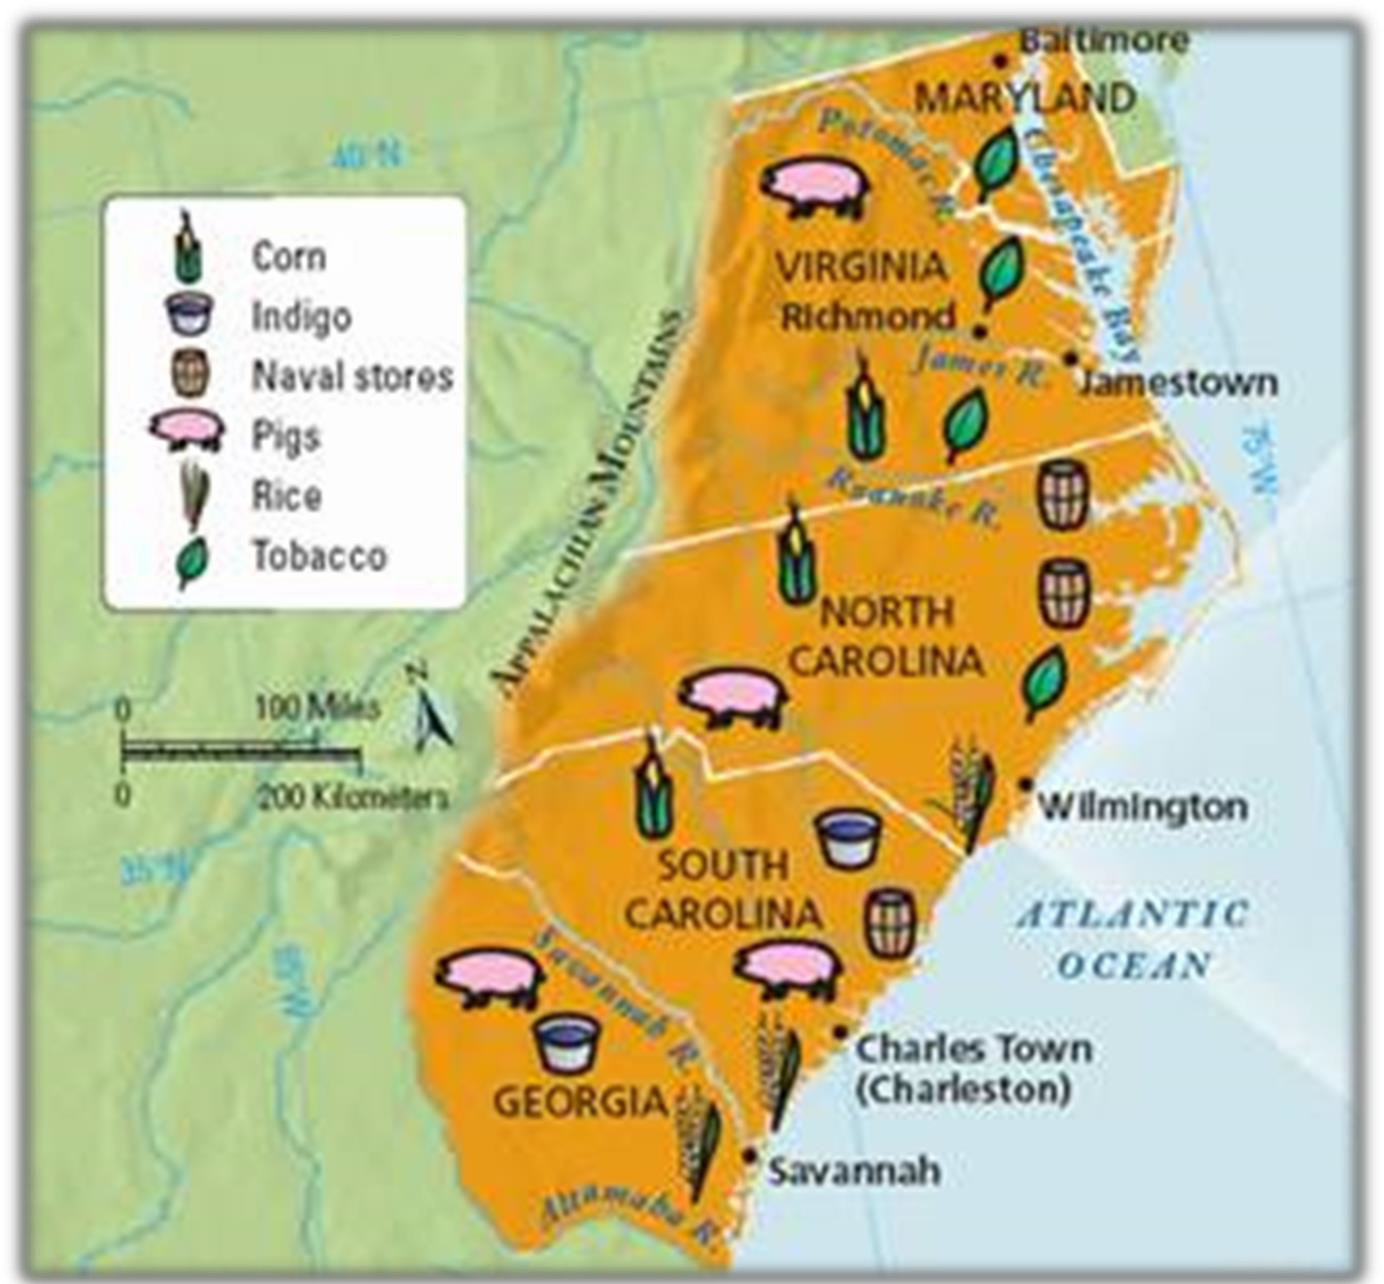 Baltimore
MARYLAND
Potomac R.
Chesapeake Bay
40°N
VIRGINIA
Richmond
James R.
Jamestown
75°W
Corn
Indigo
Naval stores
Pigs
Rice
Tobacco
APPALACHIAN MOUNTAINS
Roanoke R.
NORTH
CAROLINA
N
0 100 Miles
0 200 Kilometers
Wilmington
35°N
SOUTH
CAROLINA
ATLANTIC
OCEAN
Savannah R.
Charles Town
(Charleston)
GEORGIA
Savannah
Altamaha R.